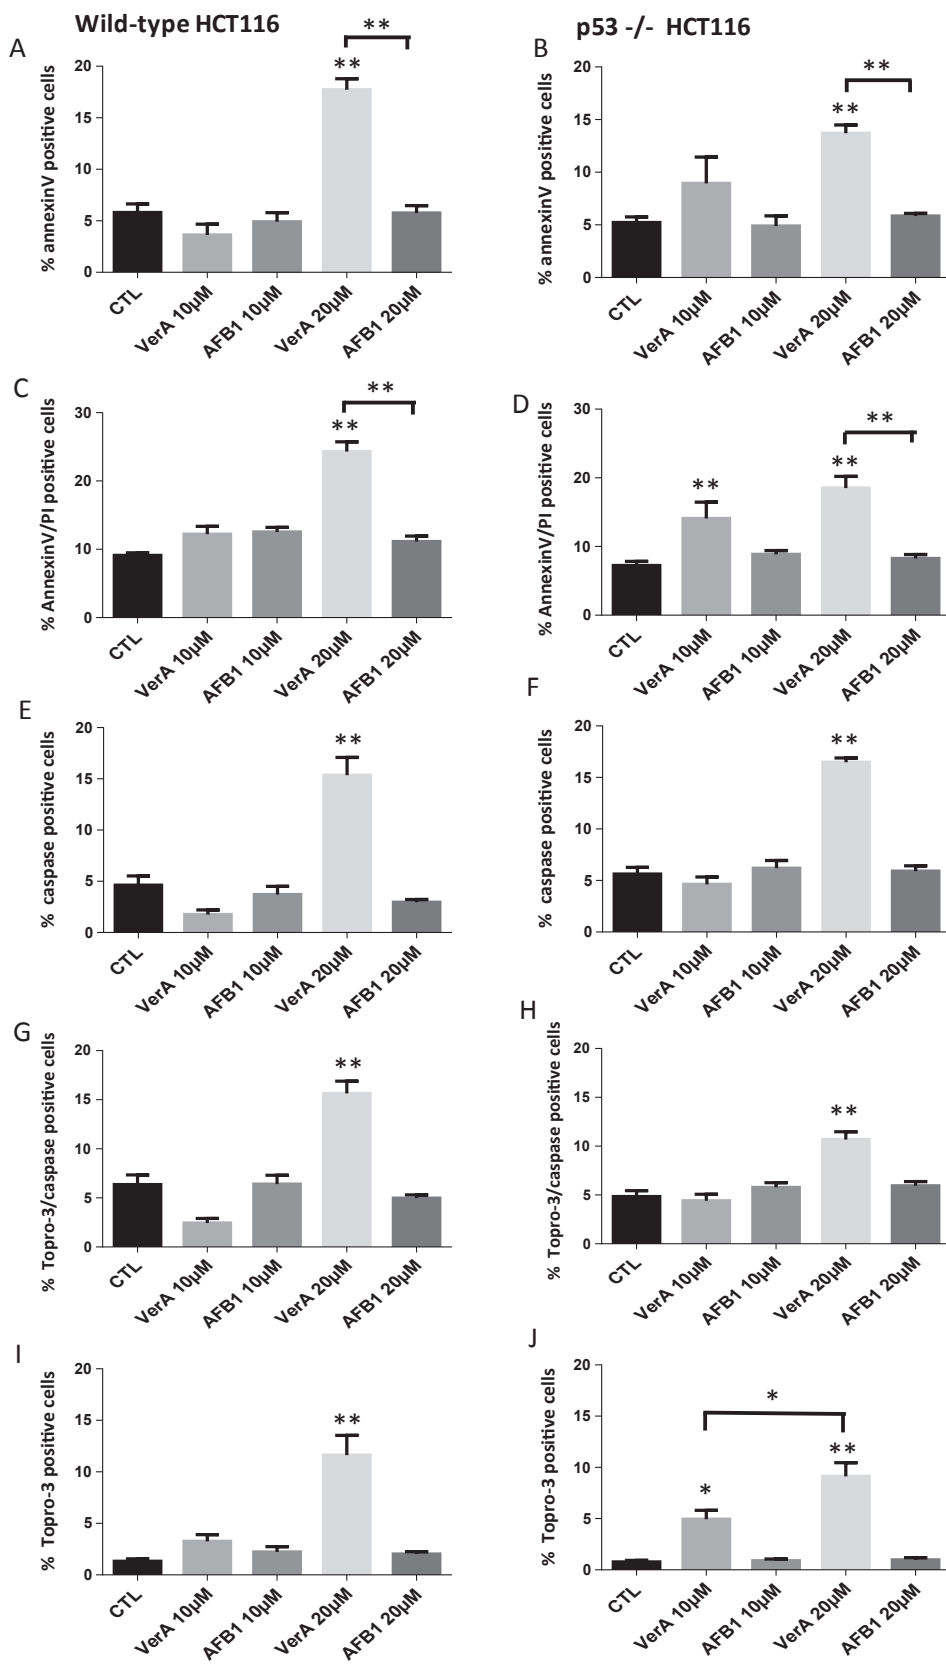 Wild-type HCT116
p53 -/- HCT116
A
% annexinV positive cells
20
15
10
5
0
**
**
CTL
VerA 10μM
AFB1 10μM
VerA 20μM
AFB1 20μM
B
% annexinV positive cells
20
15
10
5
0
**
**
CTL
VerA 10μM
AFB1 10μM
VerA 20μM
AFB1 20μM
C
% AnnexinV/PI positive cells
30
20
10
0
**
**
CTL
VerA 10μM
AFB1 10μM
VerA 20μM
AFB1 20μM
D
% AnnexinV/PI positive cells
30
20
10
0
**
**
**
CTL
VerA 10μM
AFB1 10μM
VerA 20μM
AFB1 20μM
E
% caspase positive cells
20
15
10
5
0
**
CTL
VerA 10μM
AFB1 10μM
VerA 20μM
AFB1 20μM
F
% caspase positive cells
20
15
10
5
0
**
CTL
VerA 10μM
AFB1 10μM
VerA 20μM
AFB1 20μM
G
% Topro-3/caspase positive cells
20
15
10
5
0
**
CTL
VerA 10μM
AFB1 10μM
VerA 20μM
AFB1 20μM
H
% Topro-3/caspase positive cells
20
15
10
5
0
**
CTL
VerA 10μM
AFB1 10μM
VerA 20μM
AFB1 20μM
I
% Topro-3 positive cells
20
15
10
5
0
**
CTL
VerA 10μM
AFB1 10μM
VerA 20μM
AFB1 20μM
J
% Topro-3 positive cells
20
15
10
5
0
*
*
**
CTL
VerA 10μM
AFB1 10μM
VerA 20μM
AFB1 20μM